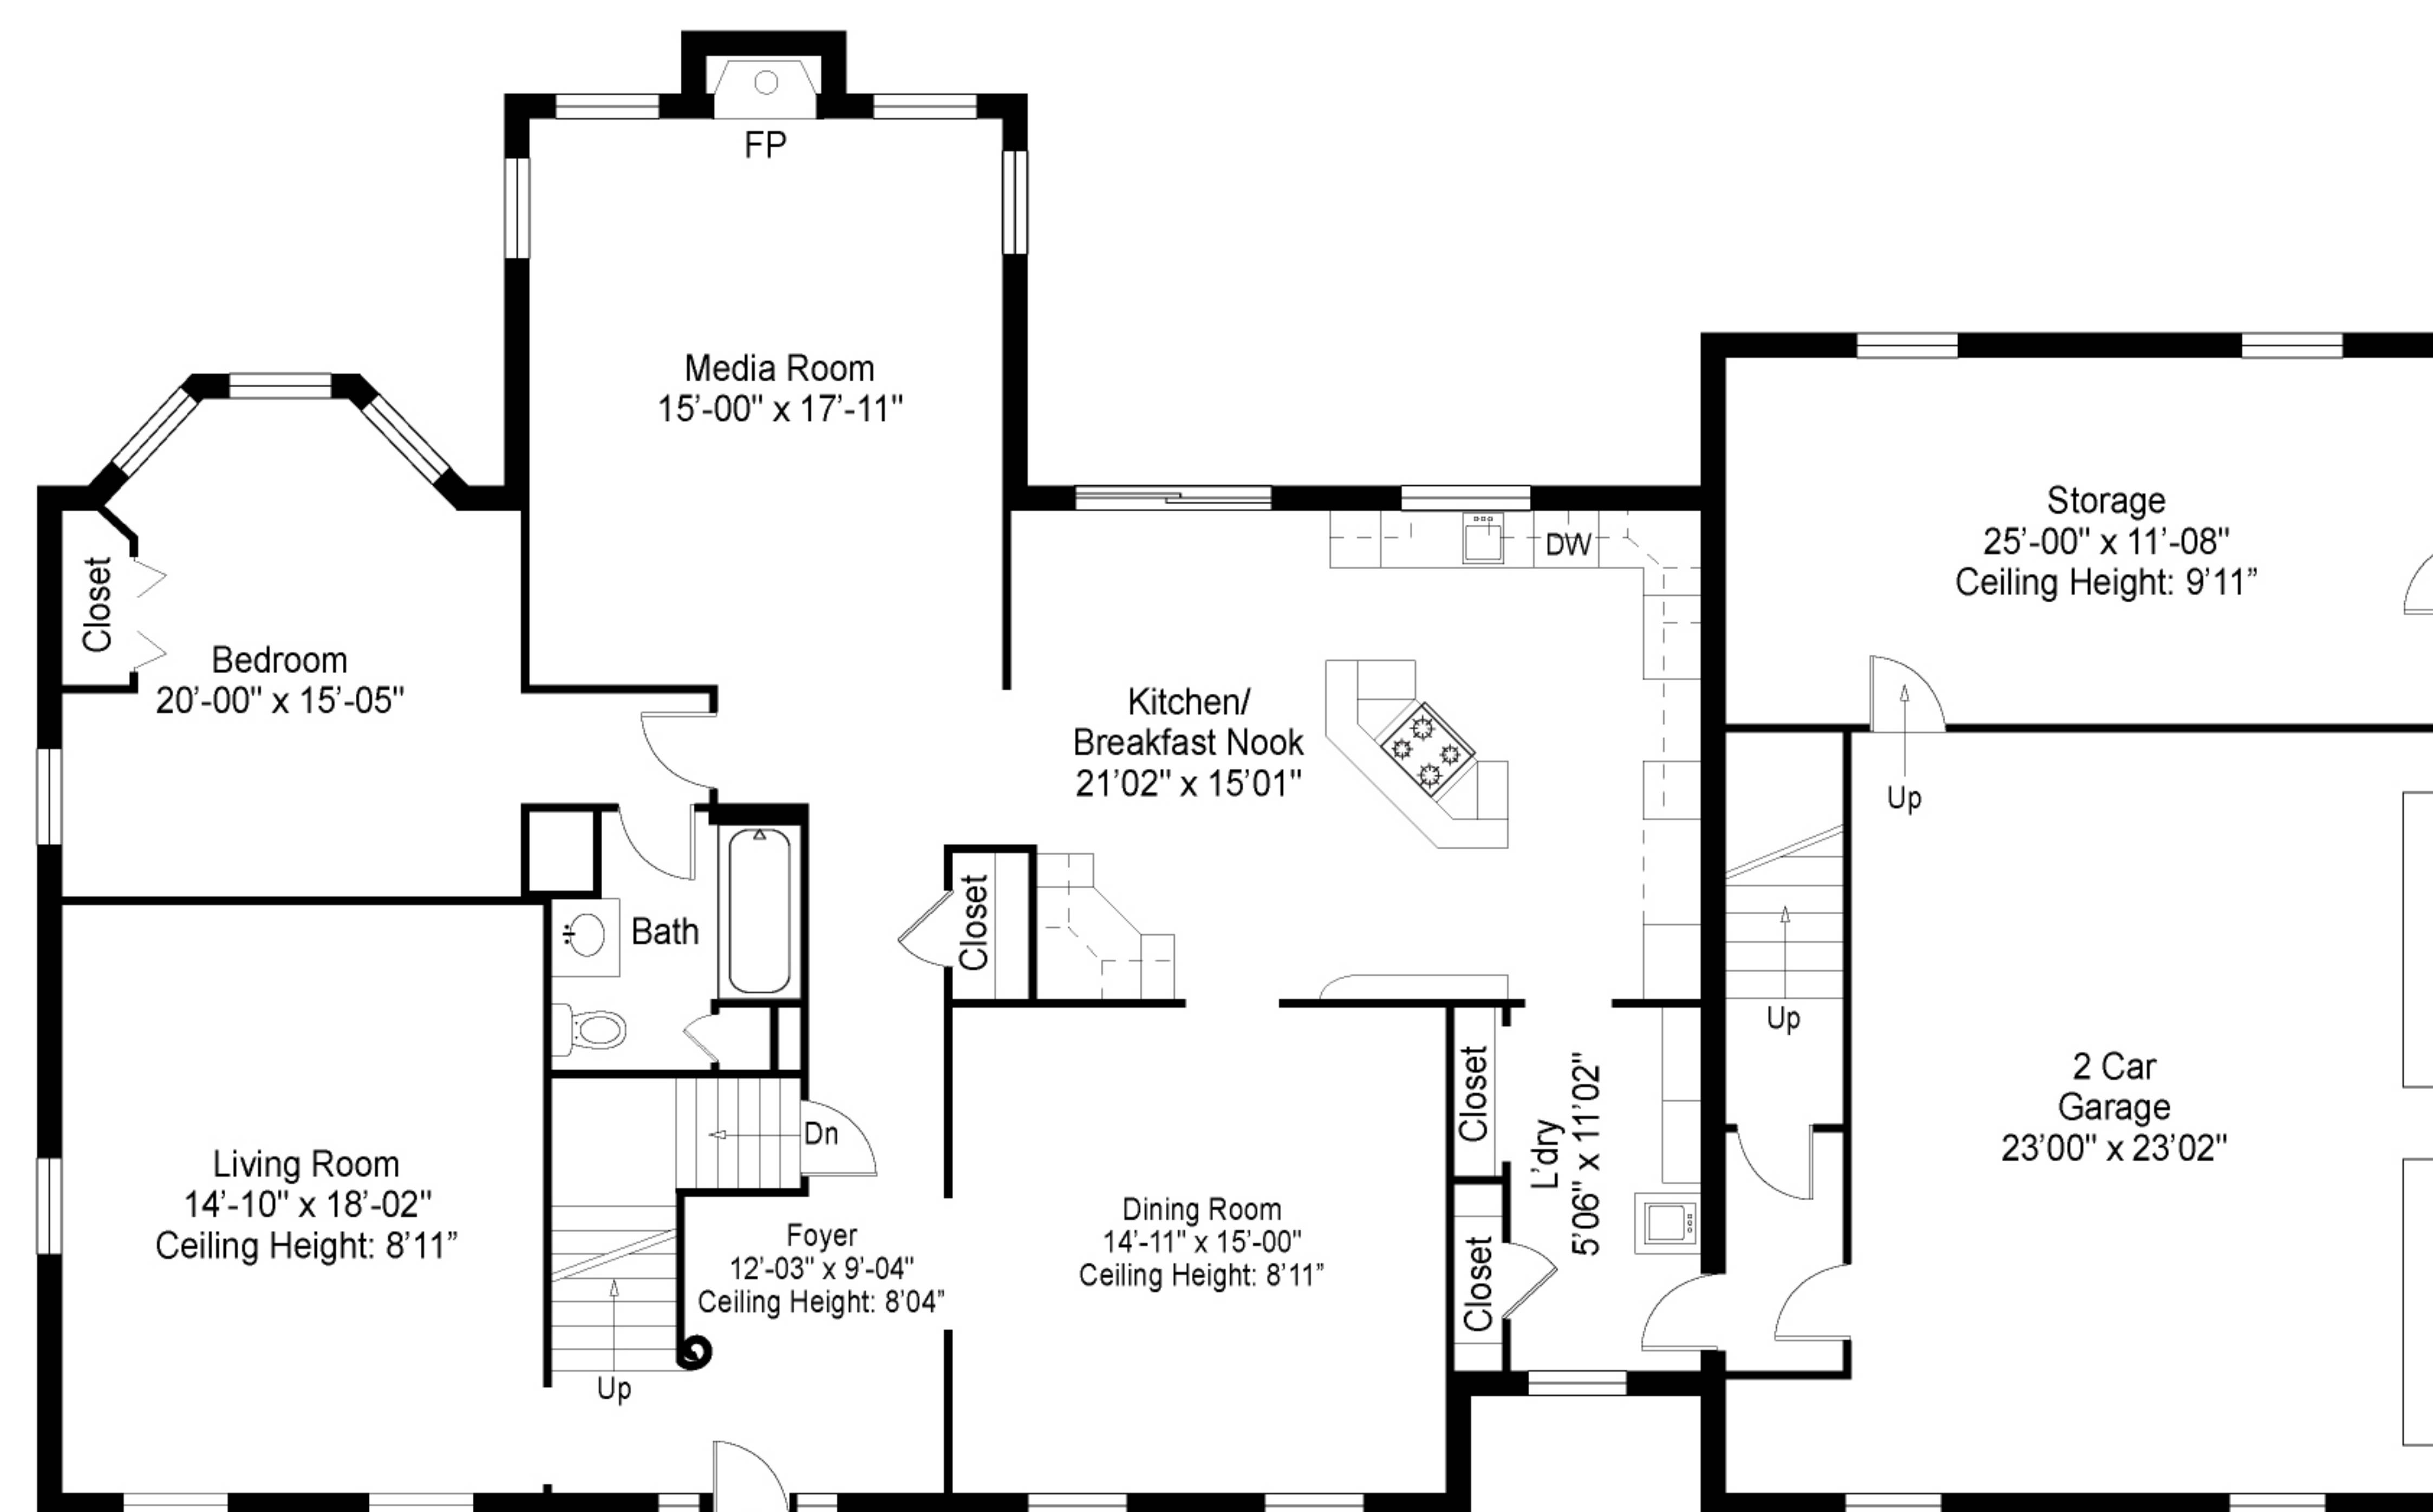 FP
Media Room
15'-00" x 17'-11"
Closet
Bedroom
20'-00" x 15'-05"
DW
Kitchen/
Breakfast Nook
21'02" x 15'01"
Storage
25'-00" x 11'-08"
Ceiling Height: 9'11”
Up
Bath
Closet
Up
Living Room
14'-10" x 18'-02"
Ceiling Height: 8'11”
Dn
Up
Foyer
12'-03" x 9'-04"
Ceiling Height: 8'04”
Dining Room
14'-11" x 15'-00"
Ceiling Height: 8'11”
Closet
Closet
L'dry
5'06" x 11'02"
2 Car
Garage
23'00" x 23'02"